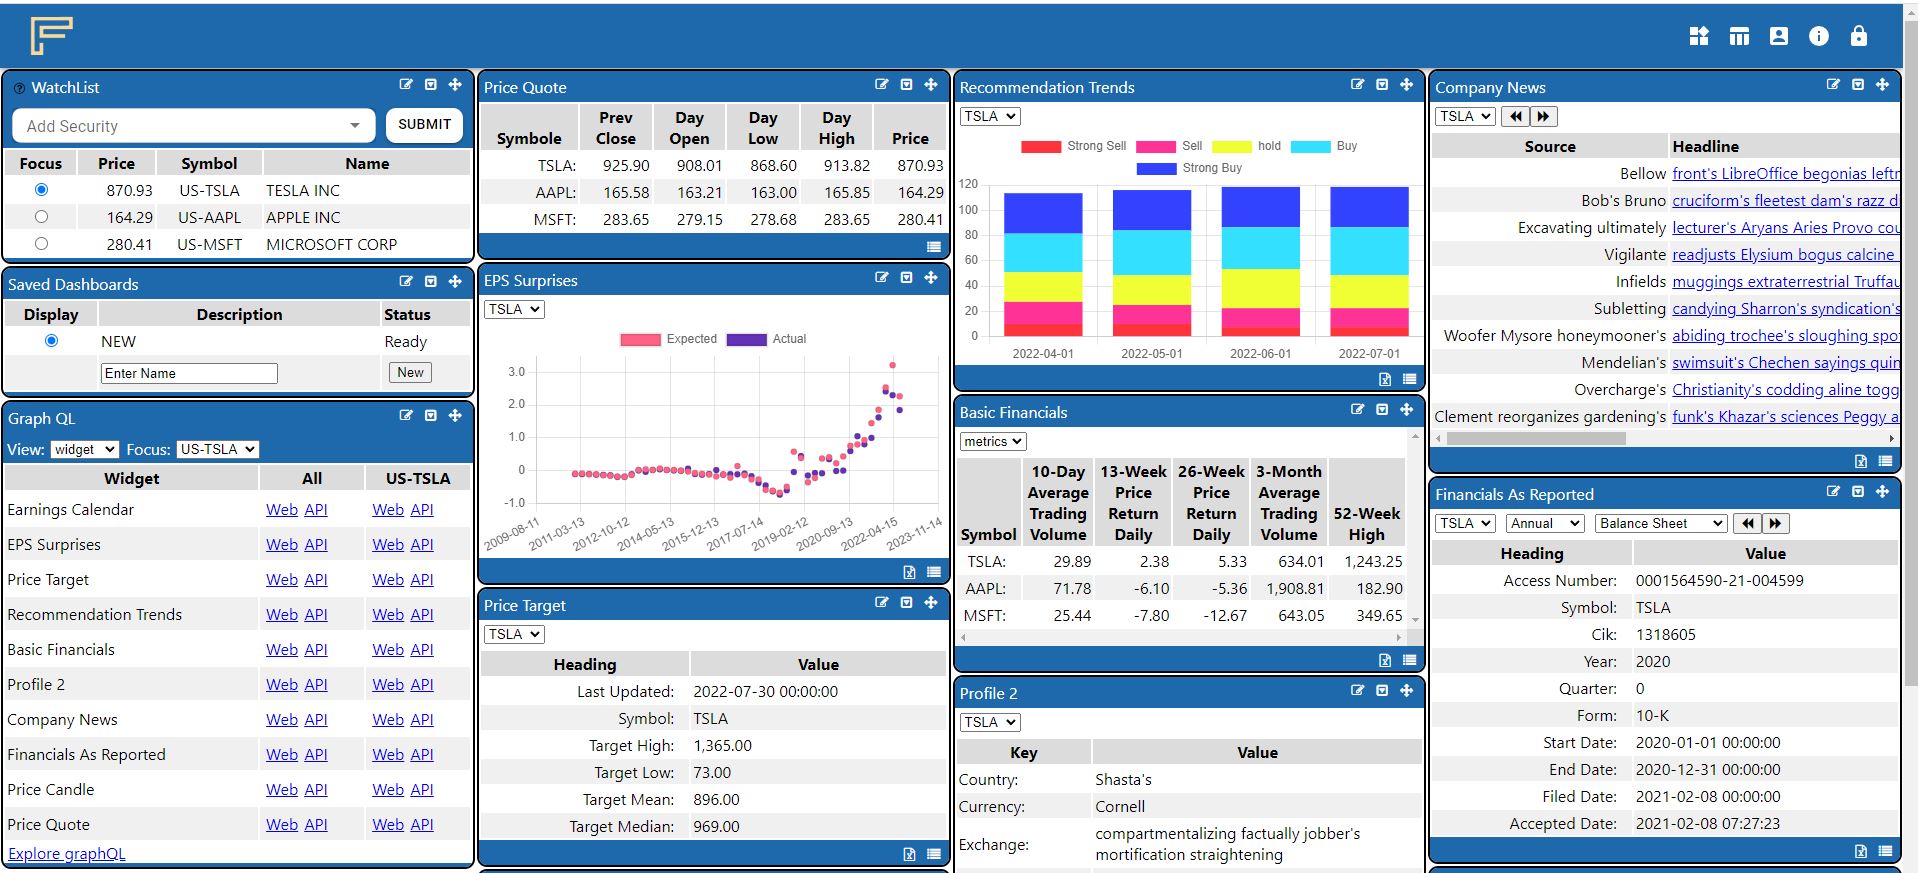 WatchList
Add Security
SUBMIT
Focus Price Symbol Name
870.93 US-TSLA TESLA INC
164.29 US-AAPL APPLE INC
280.41 US-MSFT MICROSOFT CORP
Saved Dashboards
Display Description Status
NEW Ready
Enter Name New
Graph QL
View: widget Focus: US-TSLA
Widget All US-TSLA
Earnings Calendar Web API Web API
EPS Surprises Web API Web API
Price Target Web API Web API
Recommendation Trends Web API Web API
Basic Financials Web API Web API
Profile 2 Web API Web API
Company News Web API Web API
Financials As Reported Web API Web API
Price Candle Web API Web API
Price Quote Web API Web API
Explore graphQL
Price Quote
Symbole Prev Close Day Open Day Low Day High Price
TSLA: 925.90 908.01 868.60 913.82 870.93
AAPL: 165.58 163.21 163.00 165.85 164.29
MSFT: 283.65 279.15 278.68 283.65 280.41
EPS Surprises
TSLA
Expected Actual
3.0
2.0
1.0
0
-1.0
2009-08-11 2011-03-13 2012-10-12 2014-05-13 2015-12-13 2017-07-14 2019-02-12 2020-09-13 2022-04-15 2023-11-14
Price Target
TSLA
Heading Value
Last Updated: 2022-07-30 00:00:00
Symbol: TSLA
Target High: 1,365.00
Target Low: 73.00
Target Mean: 896.00
Target Median: 969.00
Recommendation Trends
TSLA
Strong Sell Sell hold Buy
Strong Buy
120
100
80
60
40
20
0
2022-04-01 2022-05-01 2022-06-01 2022-07-01
Basic Financials
metrics
Symbol 10-Day Average Trading Volume 13-Week Price Return Daily 26-Week Price Return Daily 3-Month Average Trading Volume 52-Week High
TSLA: 29.89 2.38 5.33 634.01 1,243.25
AAPL: 71.78 -6.10 -5.36 1,908.81 182.90
MSFT: 25.44 -7.80 -12.67 643.05 349.65
Profile 2
TSLA
Key Value
Country: Shasta's
Currency: Cornell
Exchange: compartmentalizing factually jobber's
mortification straightening
Company News
TSLA
Source Headline
Bellow front's LibreOffice begonias leftr
Bob's Bruno cruciform's fleetest dam's razz d
Excavating ultimately lecturer's Aryans Aries Provo cou
Vigilante readjusts Elysium bogus calcine
Infields muggings extraterrestrial Truffau
Subletting candying Sharron's syndication's
Woofer Mysore honeymooner's abiding trochee's sloughing spo
Mendelian's swimsuit's Chechen sayings quin
Overcharge's Christianity's codding aline togg
Clement reorganizes gardening's funk's Khazar's sciences Peggy a
Financials As Reported
TSLA Annual Balance Sheet
Heading Value
Access Number: 0001564590-21-004599
Symbol: TSLA
Cik: 1318605
Year: 2020
Quarter: 0
Form: 10-K
Start Date: 2020-01-01 00:00:00
End Date: 2020-12-31 00:00:00
Filed Date: 2021-02-08 00:00:00
Accepted Date: 2021-02-08 07:27:23